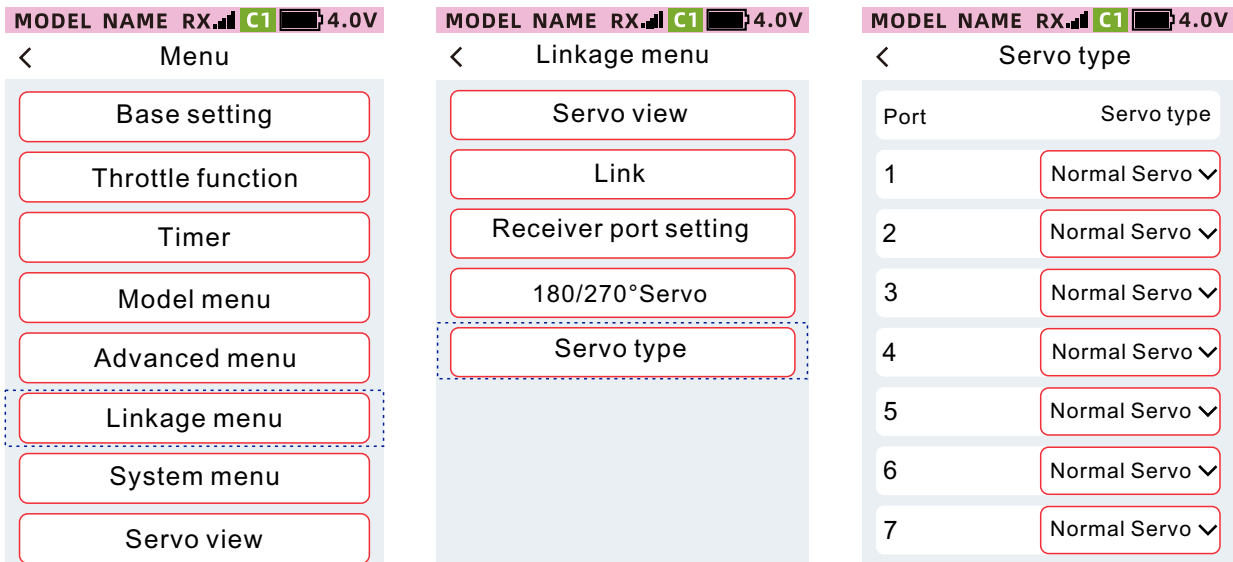 MODEL NAME RX C1 4.0V
Menu
Base setting
Throttle function
Timer
Model menu
Advanced menu
Linkage menu
System menu
Servo view
MODEL NAME RX C1 4.0V
Linkage menu
Servo view
Link
Receiver port setting
180/270°Servo
Servo type
MODEL NAME RX C1 4.0V
Servo type
Port Servo type
1 Normal Servo
2 Normal Servo
3 Normal Servo
4 Normal Servo
5 Normal Servo
6 Normal Servo
7 Normal Servo